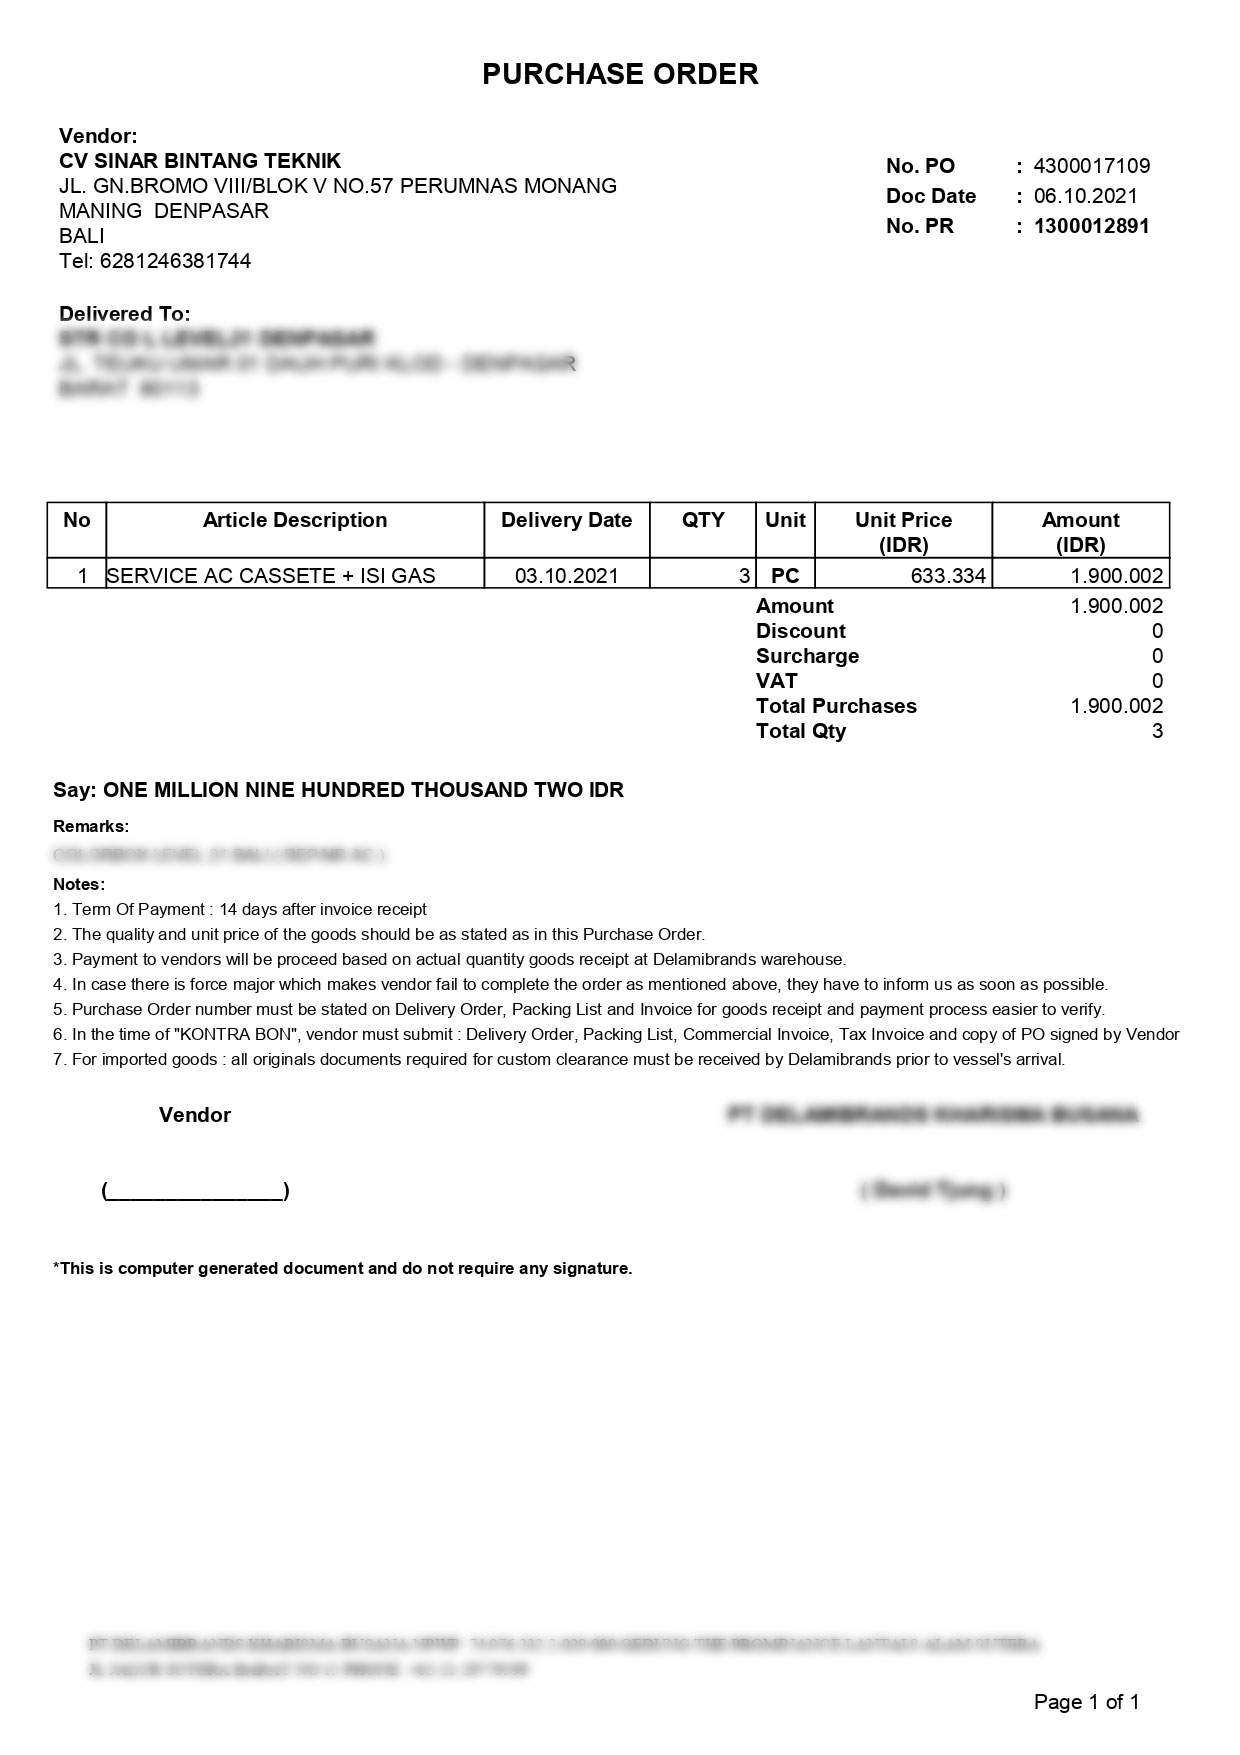 PURCHASE ORDER
Vendor:
CV SINAR BINTANG TEKNIK
JL. GN.BROMO VIII/BLOK V NO.57 PERUMNAS MONANG
MANING  DENPASAR
BALI
Tel: 6281246381744
No. PO : 4300017109
Doc Date : 06.10.2021
No. PR : 1300012891
Delivered To:
No Article Description Delivery Date QTY Unit Unit Price (IDR) Amount (IDR)
1 SERVICE AC CASSETE + ISI GAS 03.10.2021 3 PC 633.334 1.900.002
Amount 1.900.002
Discount 0
Surcharge 0
VAT 0
Total Purchases 1.900.002
Total Qty 3
Say: ONE MILLION NINE HUNDRED THOUSAND TWO IDR
Remarks:
Notes:
1. Term Of Payment : 14 days after invoice receipt
2. The quality and unit price of the goods should be as stated as in this Purchase Order.
3. Payment to vendors will be proceed based on actual quantity goods receipt at Delamibrands warehouse.
4. In case there is force major which makes vendor fail to complete the order as mentioned above, they have to inform us as soon as possible.
5. Purchase Order number must be stated on Delivery Order, Packing List and Invoice for goods receipt and payment process easier to verify.
6. In the time of "KONTRA BON", vendor must submit : Delivery Order, Packing List, Commercial Invoice, Tax Invoice and copy of PO signed by Vendor
7. For imported goods : all originals documents required for custom clearance must be received by Delamibrands prior to vessel's arrival.
Vendor
(________________)
*This is computer generated document and do not require any signature.
Page 1 of 1